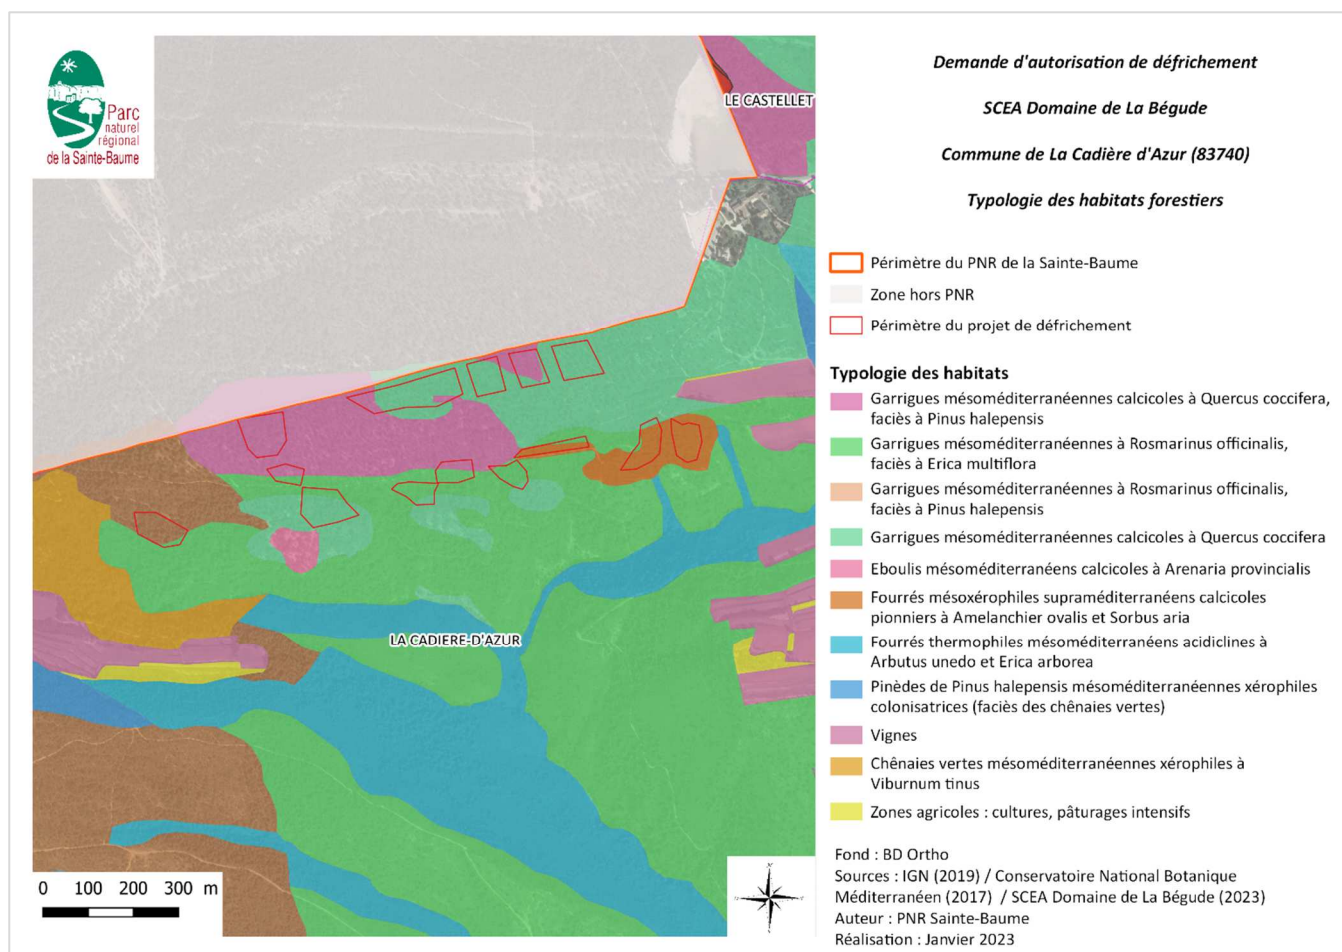 Parc
naturel
régional
de la Sainte-Baume
LE CASTELLET
LA CADIERE-D'AZUR
0 100 200 300 m
Demande d'autorisation de défrichement
SCEA Domaine de La Bégude
Commune de La Cadière d'Azur (83740)
Typologie des habitats forestiers
Périmètre du PNR de la Sainte-Baume
Zone hors PNR
Périmètre du projet de défrichement
Typologie des habitats
Garrigues mésoméditerranéennes calcicoles à Quercus coccifera,
faciès à Pinus halepensis
Garrigues mésoméditerranéennes à Rosmarinus officinalis,
faciès à Erica multiflora
Garrigues mésoméditerranéennes à Rosmarinus officinalis,
faciès à Pinus halepensis
Garrigues mésoméditerranéennes calcicoles à Quercus coccifera
Eboulis mésoméditerranéens calcicoles à Arenaria provincialis
Fourrés mésoxérophiles supraméditerranéens calcicoles
pionniers à Amelanchier ovalis et Sorbus aria
Fourrés thermophiles mésoméditerranéens acidiclines à
Arbutus unedo et Erica arborea
Pinèdes de Pinus halepensis mésoméditerranéennes xérophiles
colonisatrices (faciès des chênaies vertes)
Vignes
Chênaies vertes mésoméditerranéennes xérophiles à
Viburnum tinus
Zones agricoles : cultures, pâturages intensifs
Fond : BD Ortho
Sources : IGN (2019) / Conservatoire National Botanique
Méditerranéen (2017) / SCEA Domaine de La Bégude (2023)
Auteur : PNR Sainte-Baume
Réalisation : Janvier 2023